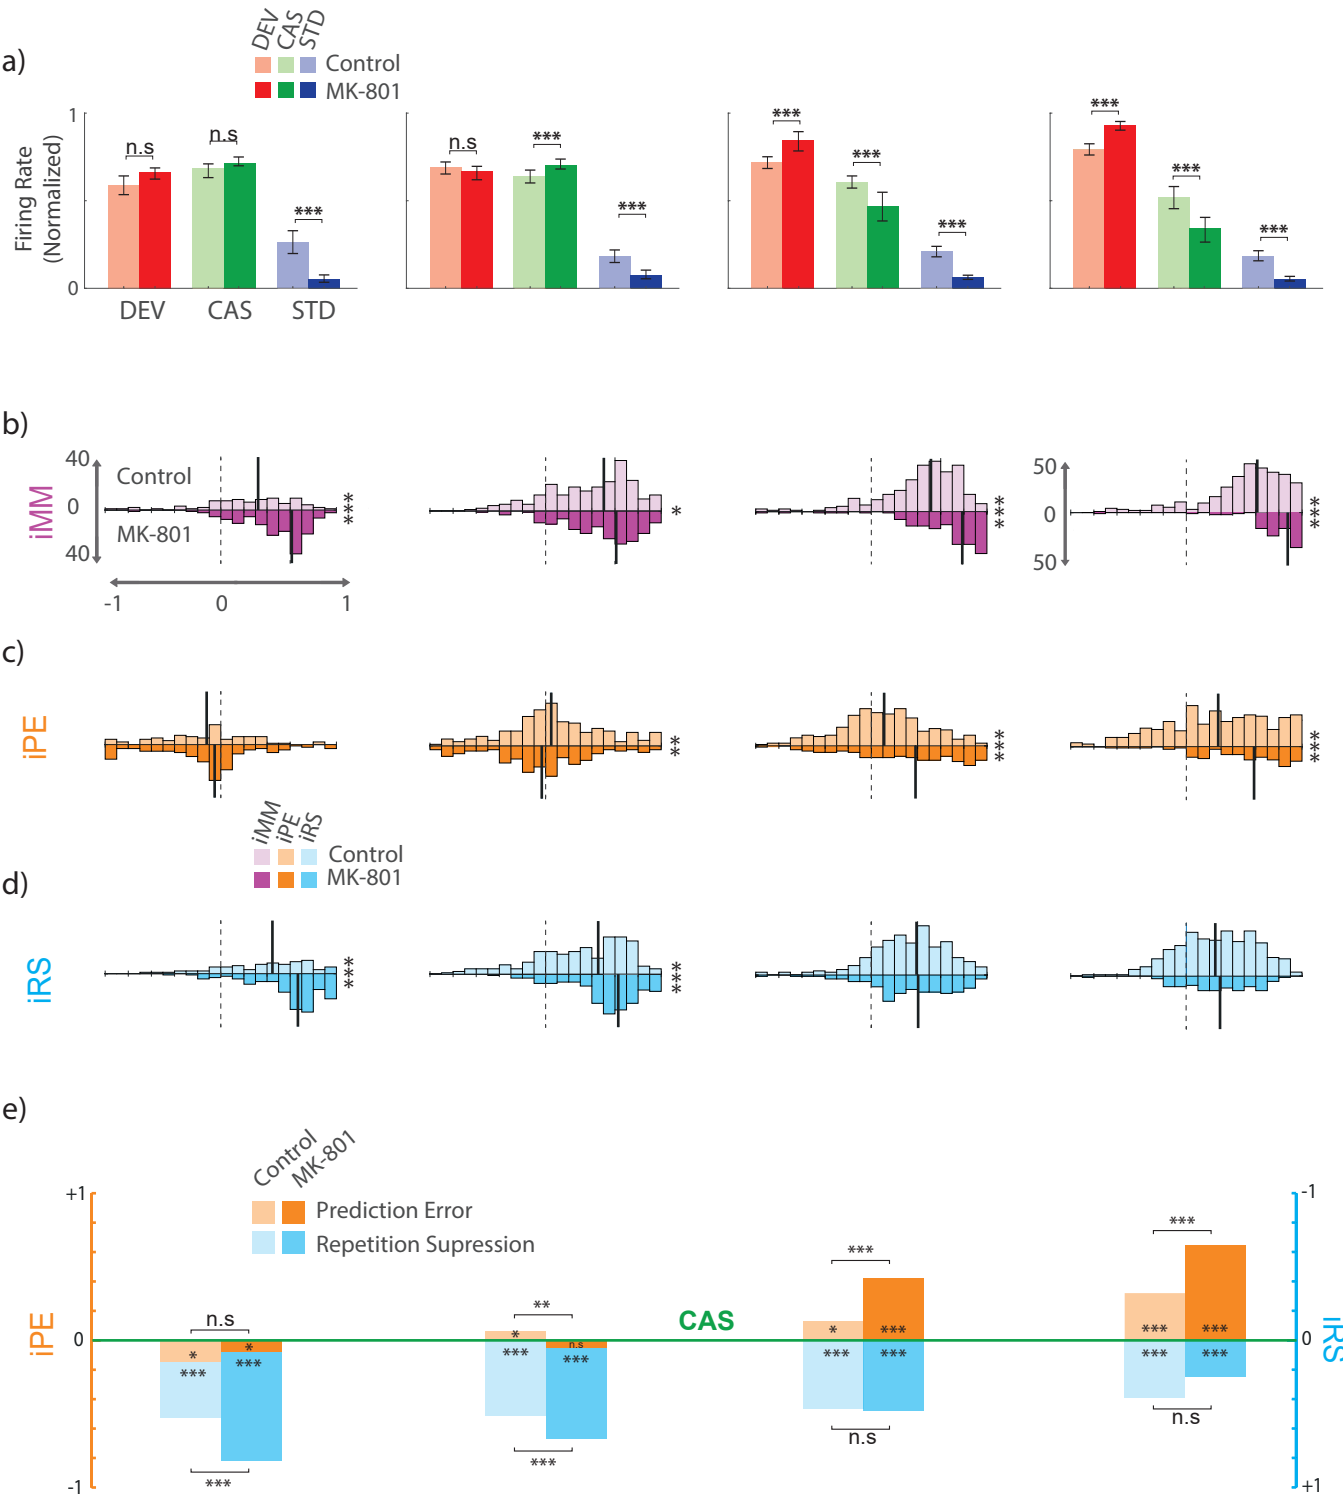 a)
DEV CAS STD
Control
MK-801
Firing Rate
(Normalized)
1
0
n.s n.s ***
n.s *** ***
*** *** ***
*** *** ***
DEV CAS STD
b)
iMM
40
0
40
Control
MK-801
***
*
***
50
0
50
***
-1 0 1
c)
iPE
**
***
***
iMM iPE iRS
Control
MK-801
d)
iRS
***
***
e)
Control MK-801
Prediction Error
Repetition Supression
iPE
+1
0
-1
iRS
-1
0
+1
CAS
n.s
* *
*** ***
***
**
* n.s
*** ***
***
***
* ***
*** ***
n.s
***
*** ***
*** ***
n.s